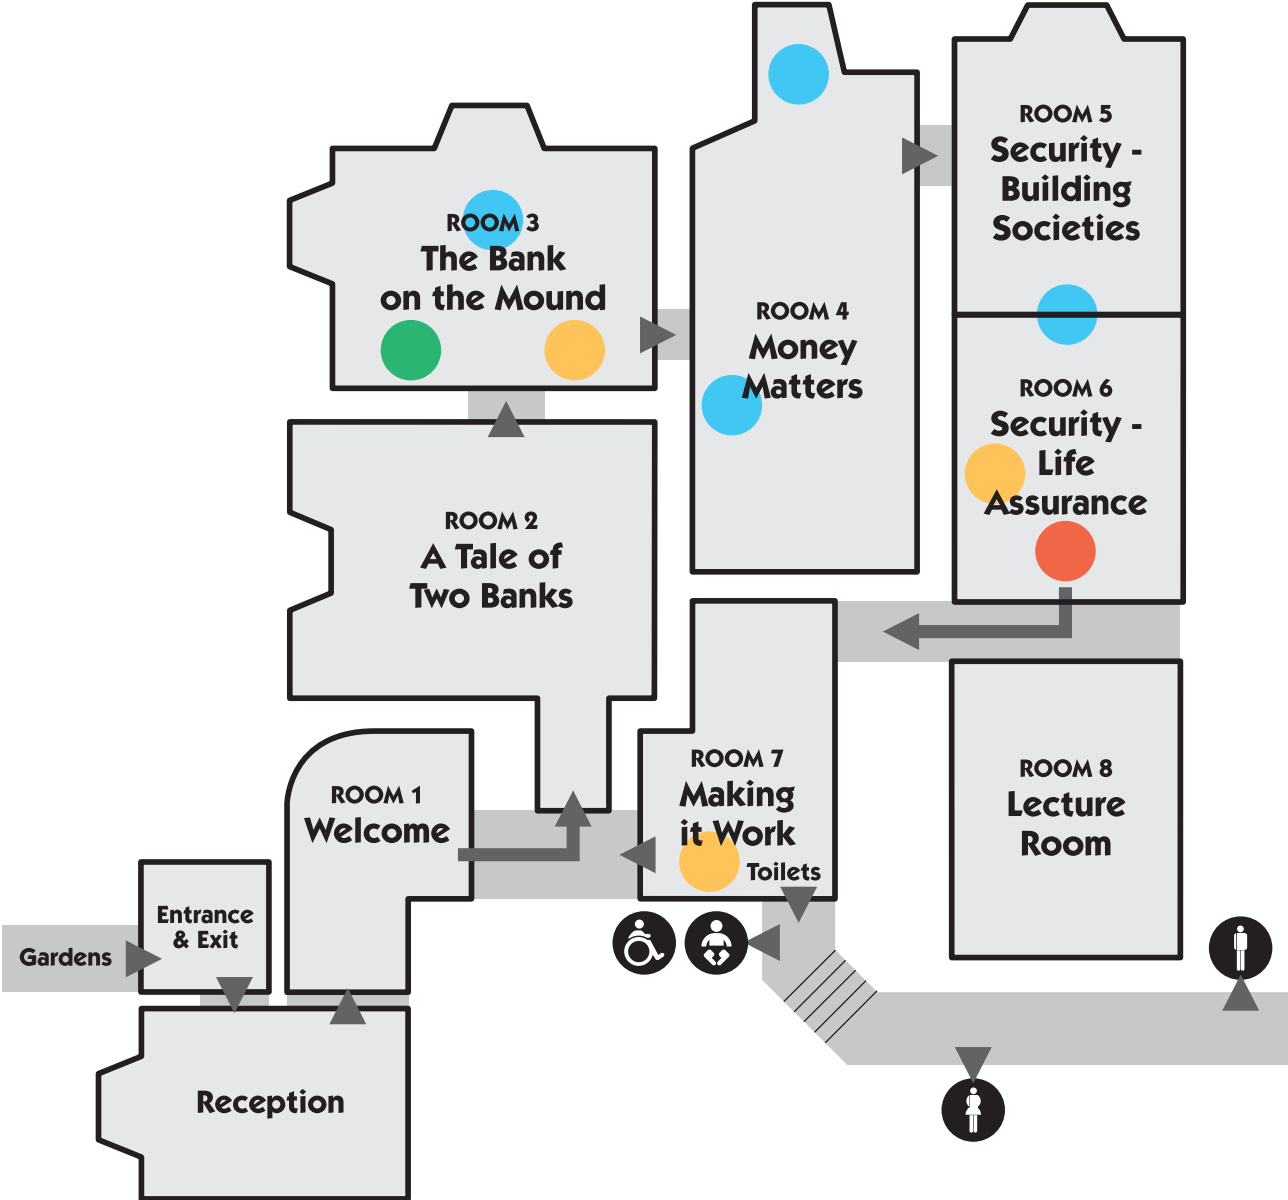 ROOM 5
Security -
Building
Societies
ROOM 3
The Bank
on the Mound
ROOM 4
Money
Matters
ROOM 6
Security -
Life
Assurance
ROOM 2
A Tale of
Two Banks
ROOM 7
Making
it Work
Toilets
ROOM 8
Lecture
Room
ROOM 1
Welcome
Entrance
& Exit
Gardens
Reception